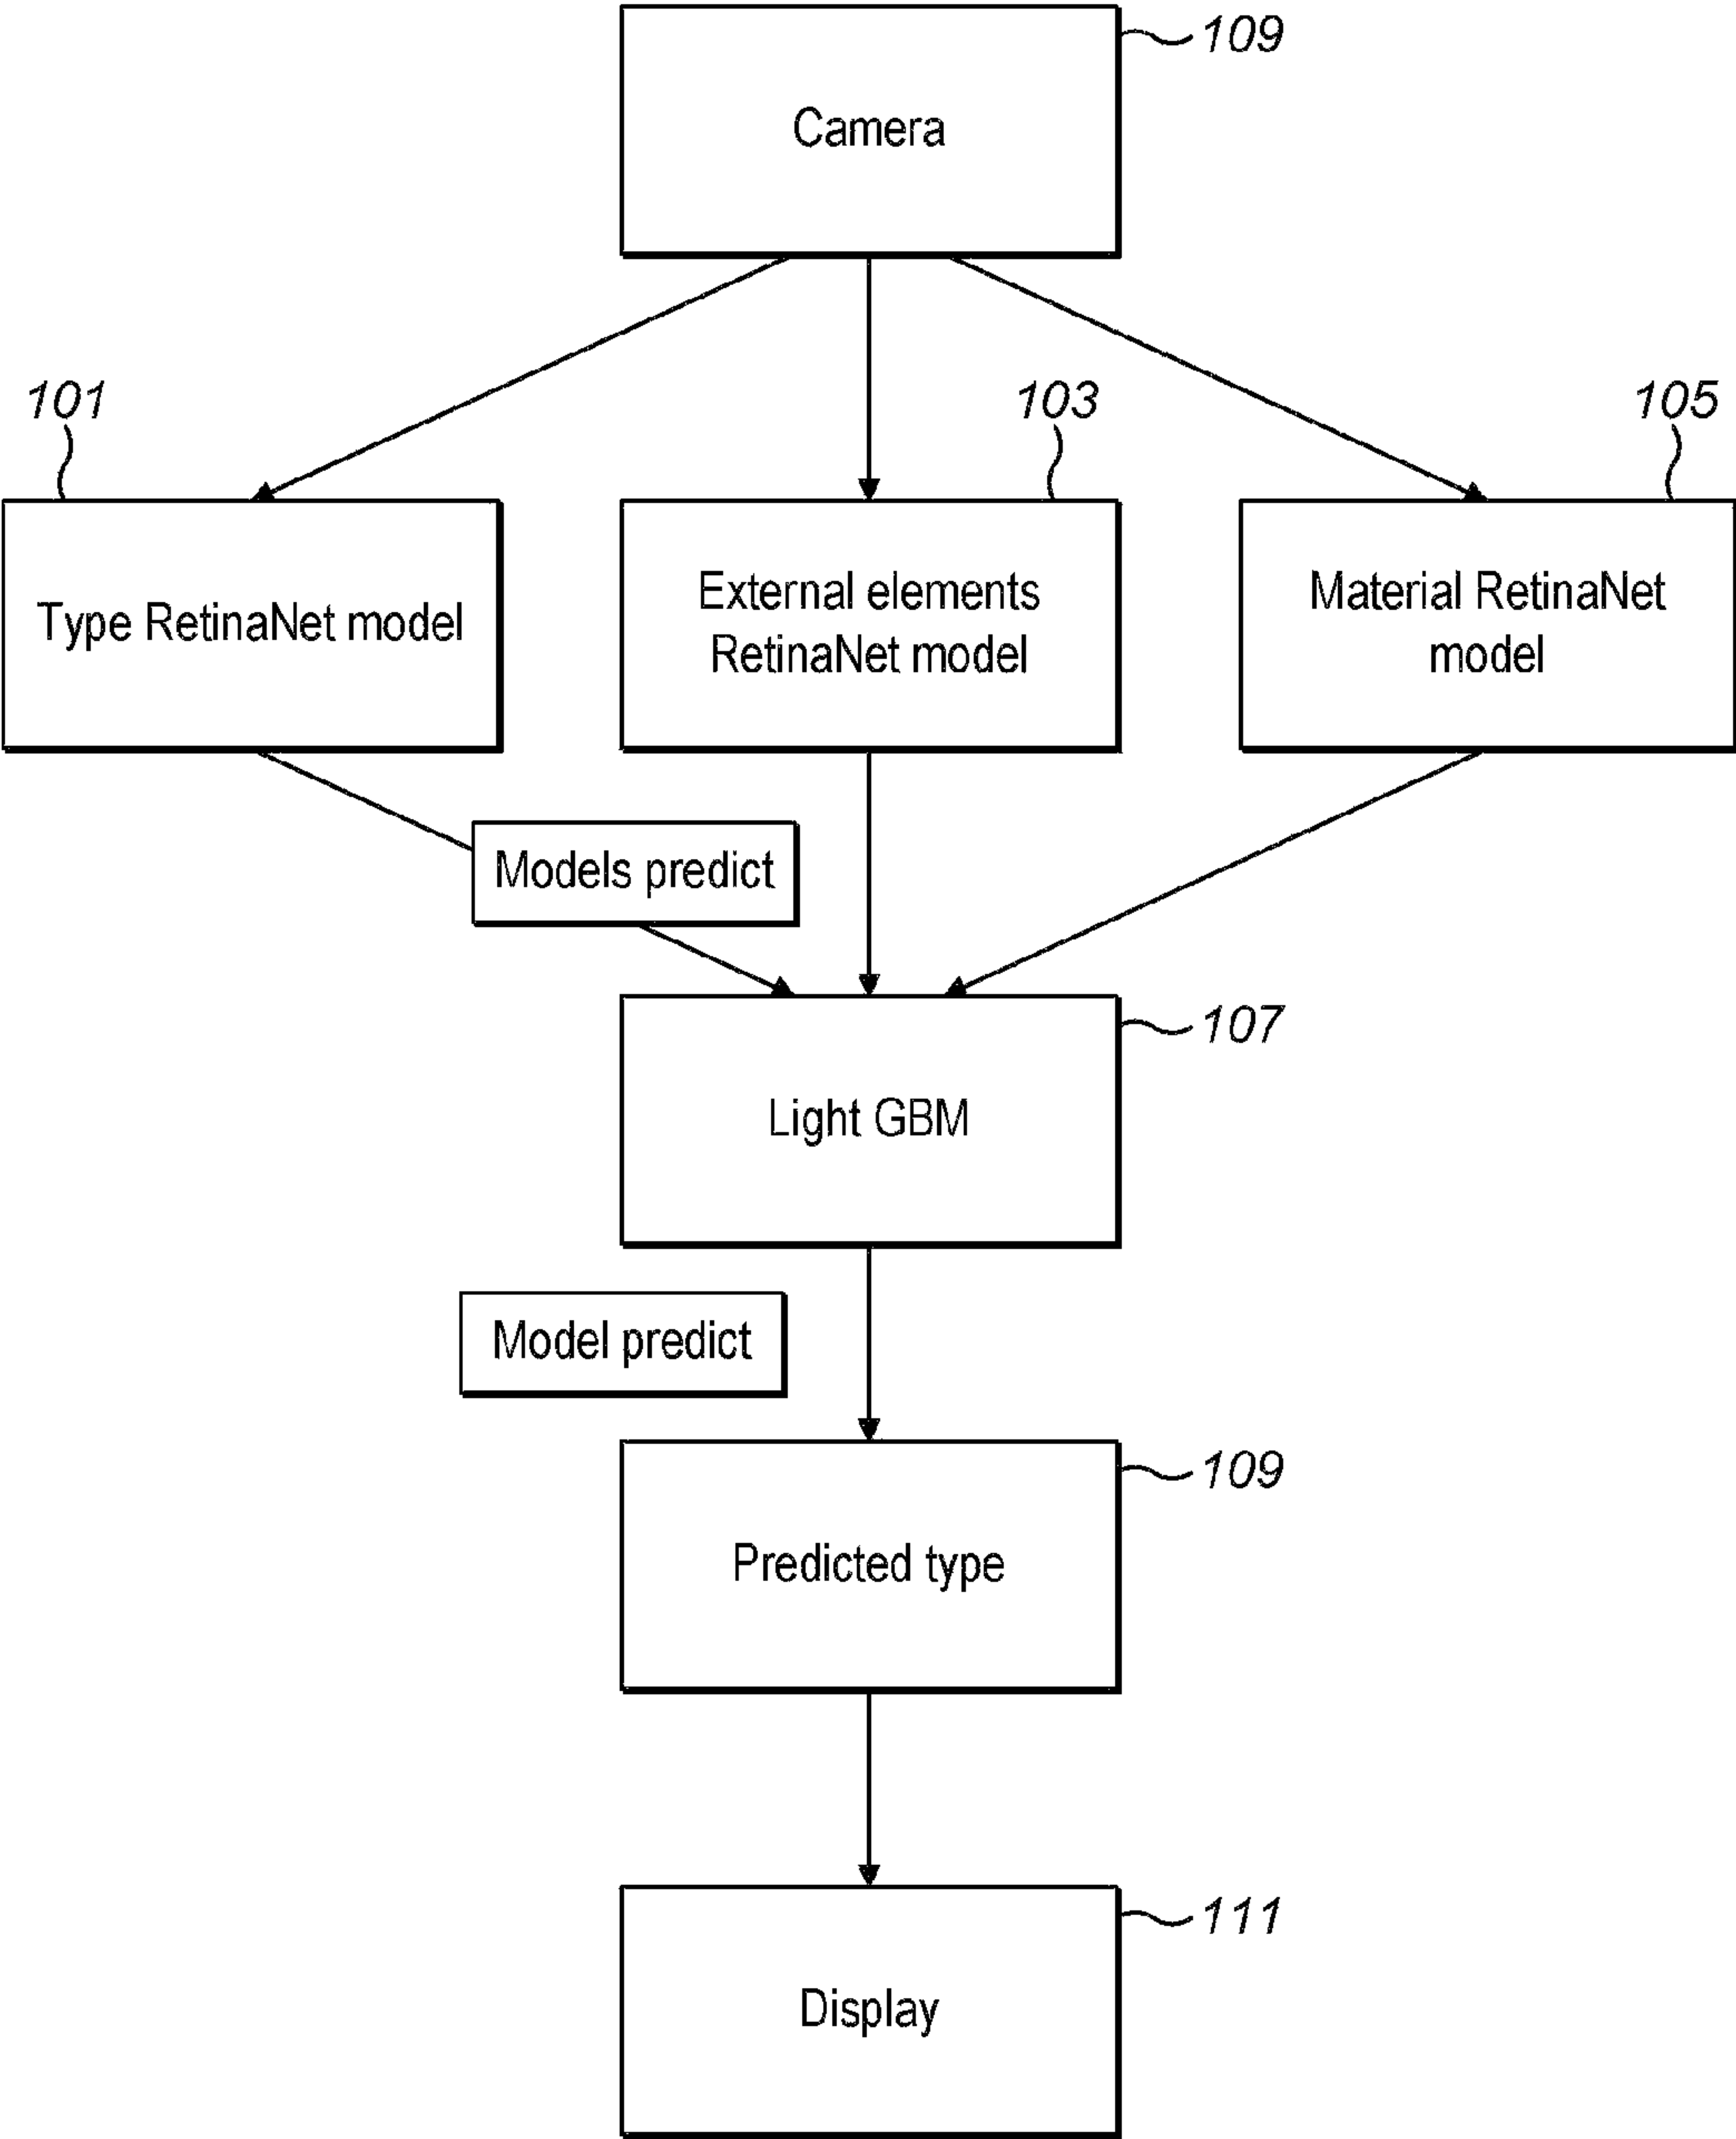 109
Camera
101
103
105
Type RetinaNet model
External elements
RetinaNet model
Material RetinaNet
model
Models predict
107
Light GBM
Model predict
109
Predicted type
111
Display